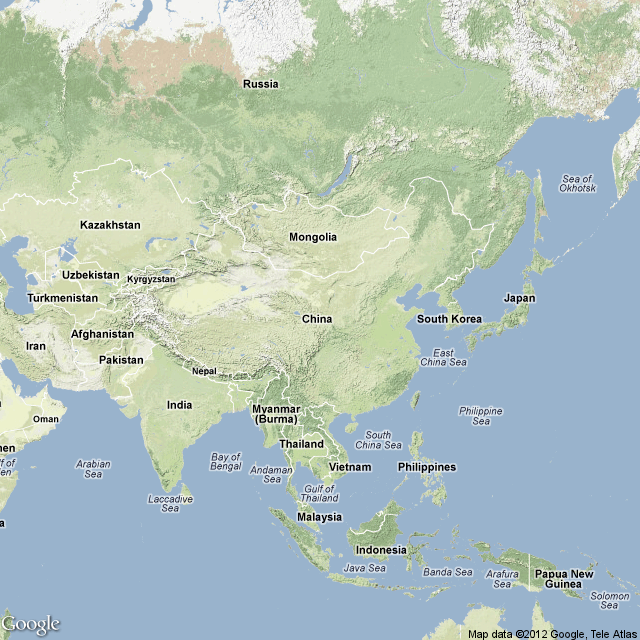 Russia
Sea of
Okhotsk
Kazakhstan
Mongolia
Uzbekistan
Kyrgyzstan
Turkmenistan
Japan
China
South Korea
Afghanistan
Iran
Pakistan
East
China Sea
Nepal
India
Myanmar
(Burma)
Philippine
Sea
Oman
South
China Sea
Thailand
men
Bay of
Bengal
Arabian
Sea
lf of
en
Andaman
Sea
Vietnam
Philippines
Gulf of
Thailand
Laccadive
Sea
Malaysia
Indonesia
Java Sea
Banda Sea
Arafura
Sea
Papua New
Guinea
Solomon
Sea
Google
Map data ©2012 Google, Tele Atlas